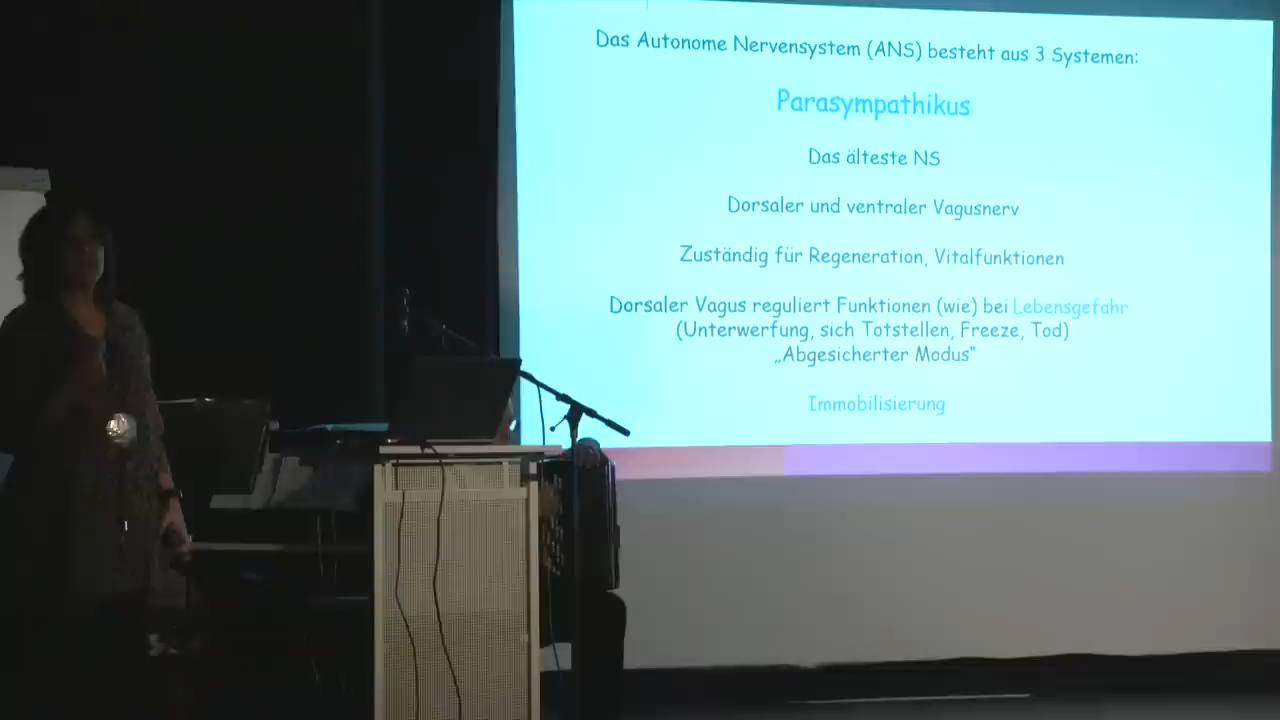 Das Autonome Nervensystem (ANS) besteht aus 3 Systemen:
Parasympathikus
Das älteste NS
Dorsaler und ventraler Vagusnerv
Zuständig für Regeneration, Vitalfunktionen
Dorsaler Vagus reguliert Funktionen (wie) bei Lebensgefahr
(Unterwerfung, sich Totstellen, Freeze, Tod)
„Abgesicherter Modus“
Immobilisierung